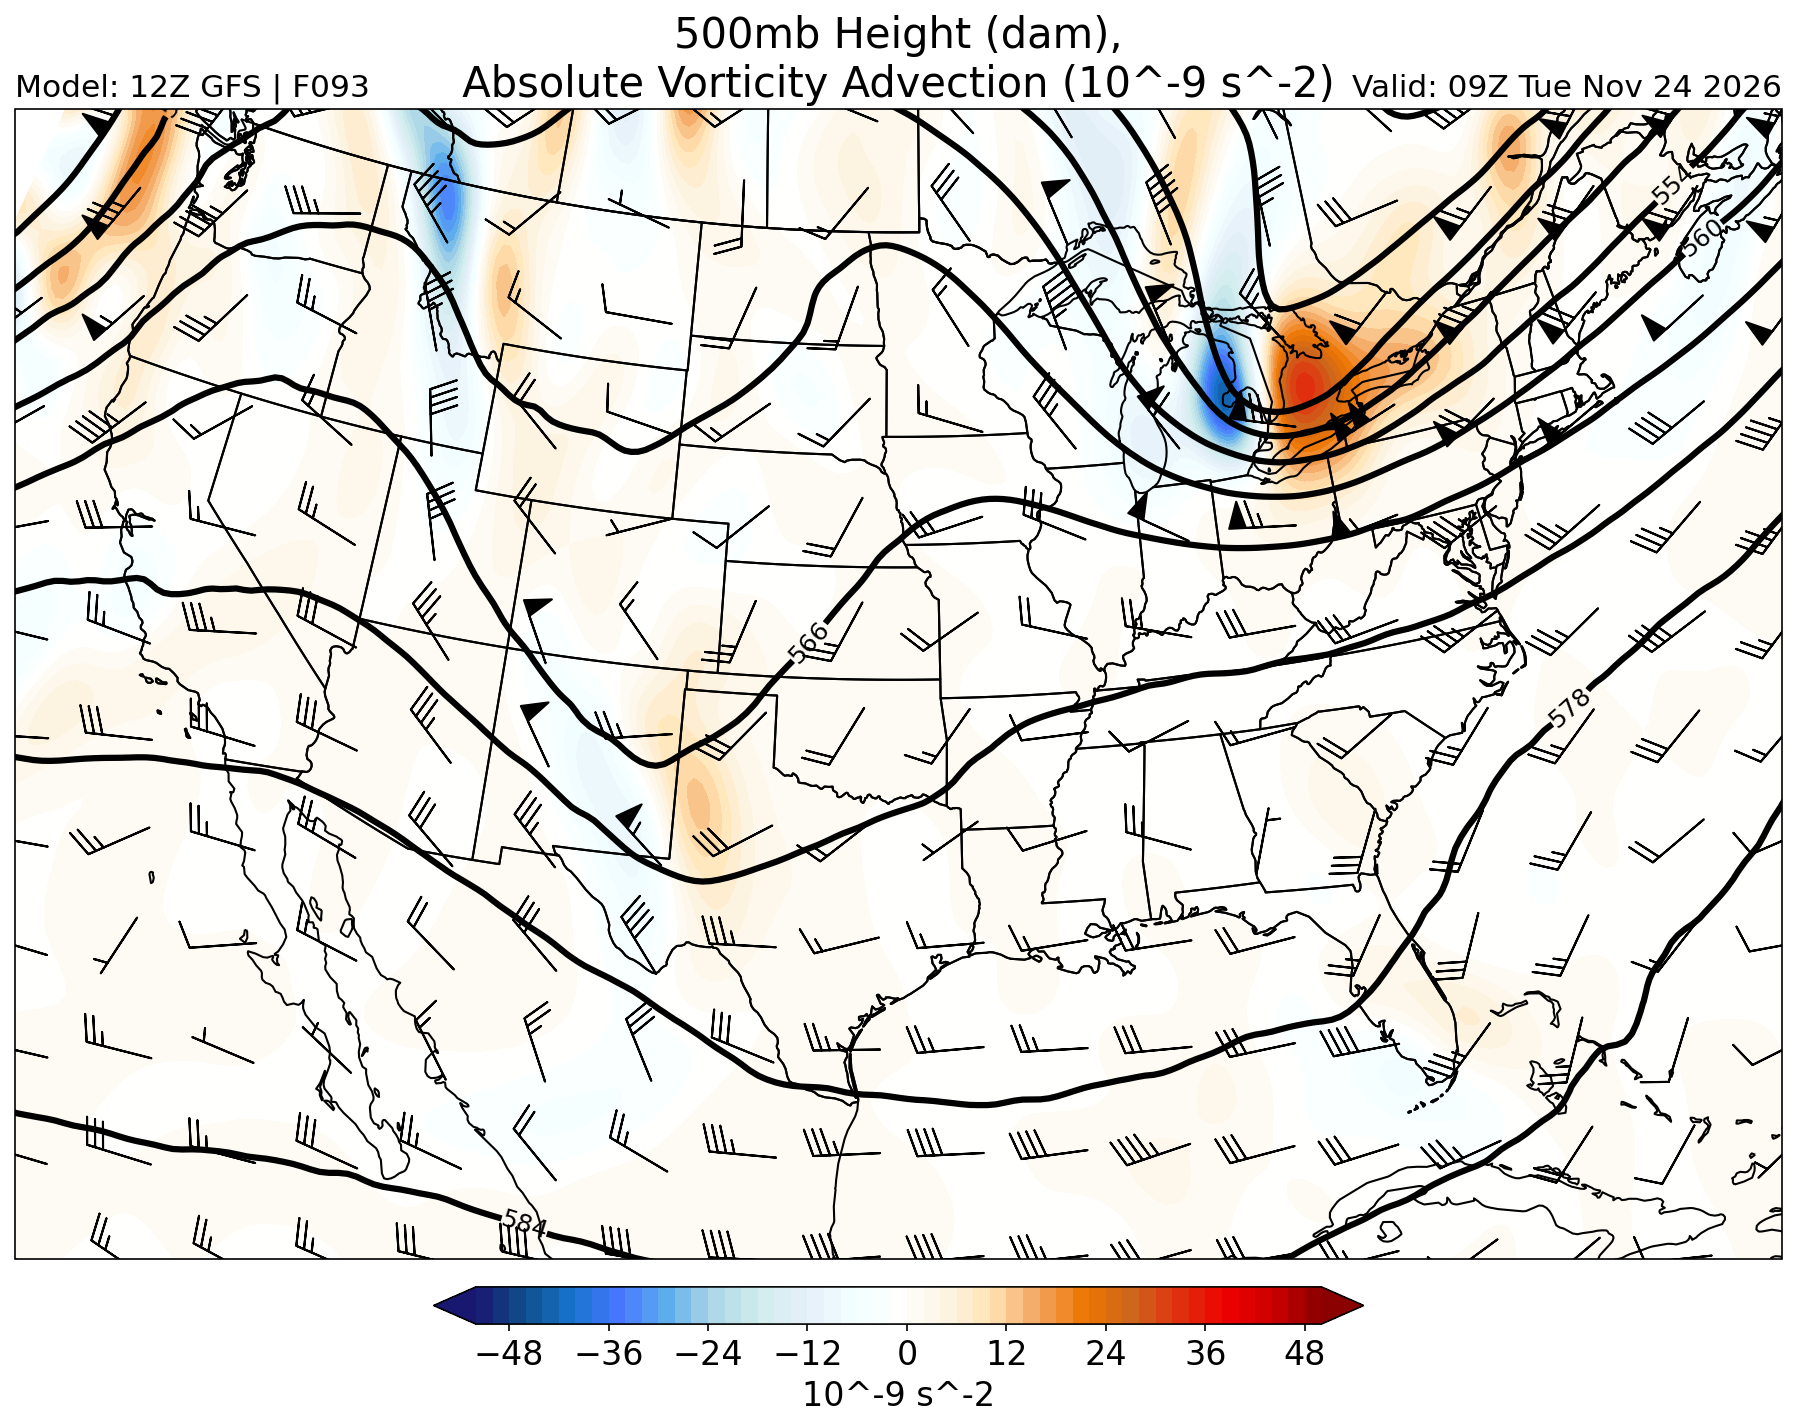 500mb Height (dam),
Model: 12Z GFS | F093
Absolute Vorticity Advection (10^-9 s^-2)
Valid: 09Z Tue Nov 24 2026
554
560
566
578
584
−48 −36 −24 −12 0 12 24 36 48
10^-9 s^-2